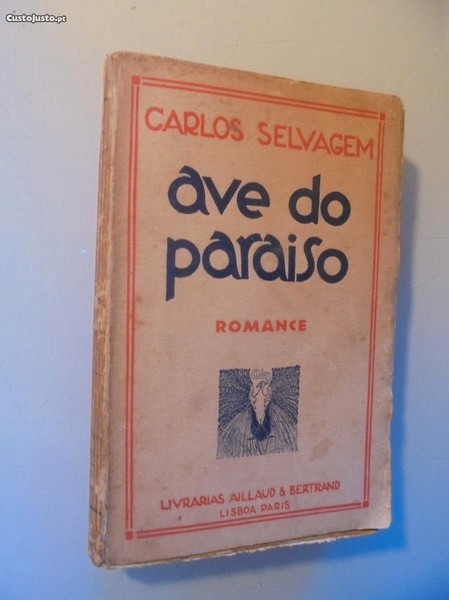 CustoJusto.pt
CARLOS SELVAGEM
ave do
paraiso
ROMANCE
LIVRARIAS AILLAUD & BERTRAND
LISBOA-PARIS